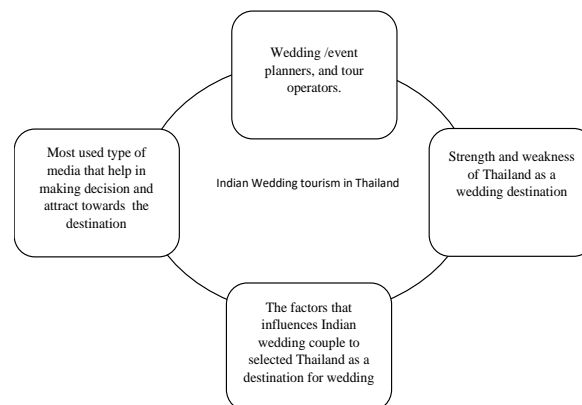 Wedding /event
planners, and tour
operators.
Most used type of
media that help in
making decision and
attract towards the
destination
Indian Wedding tourism in Thailand
Strength and weakness
of Thailand as a
wedding destination
The factors that
influences Indian
wedding couple to
selected Thailand as a
destination for wedding